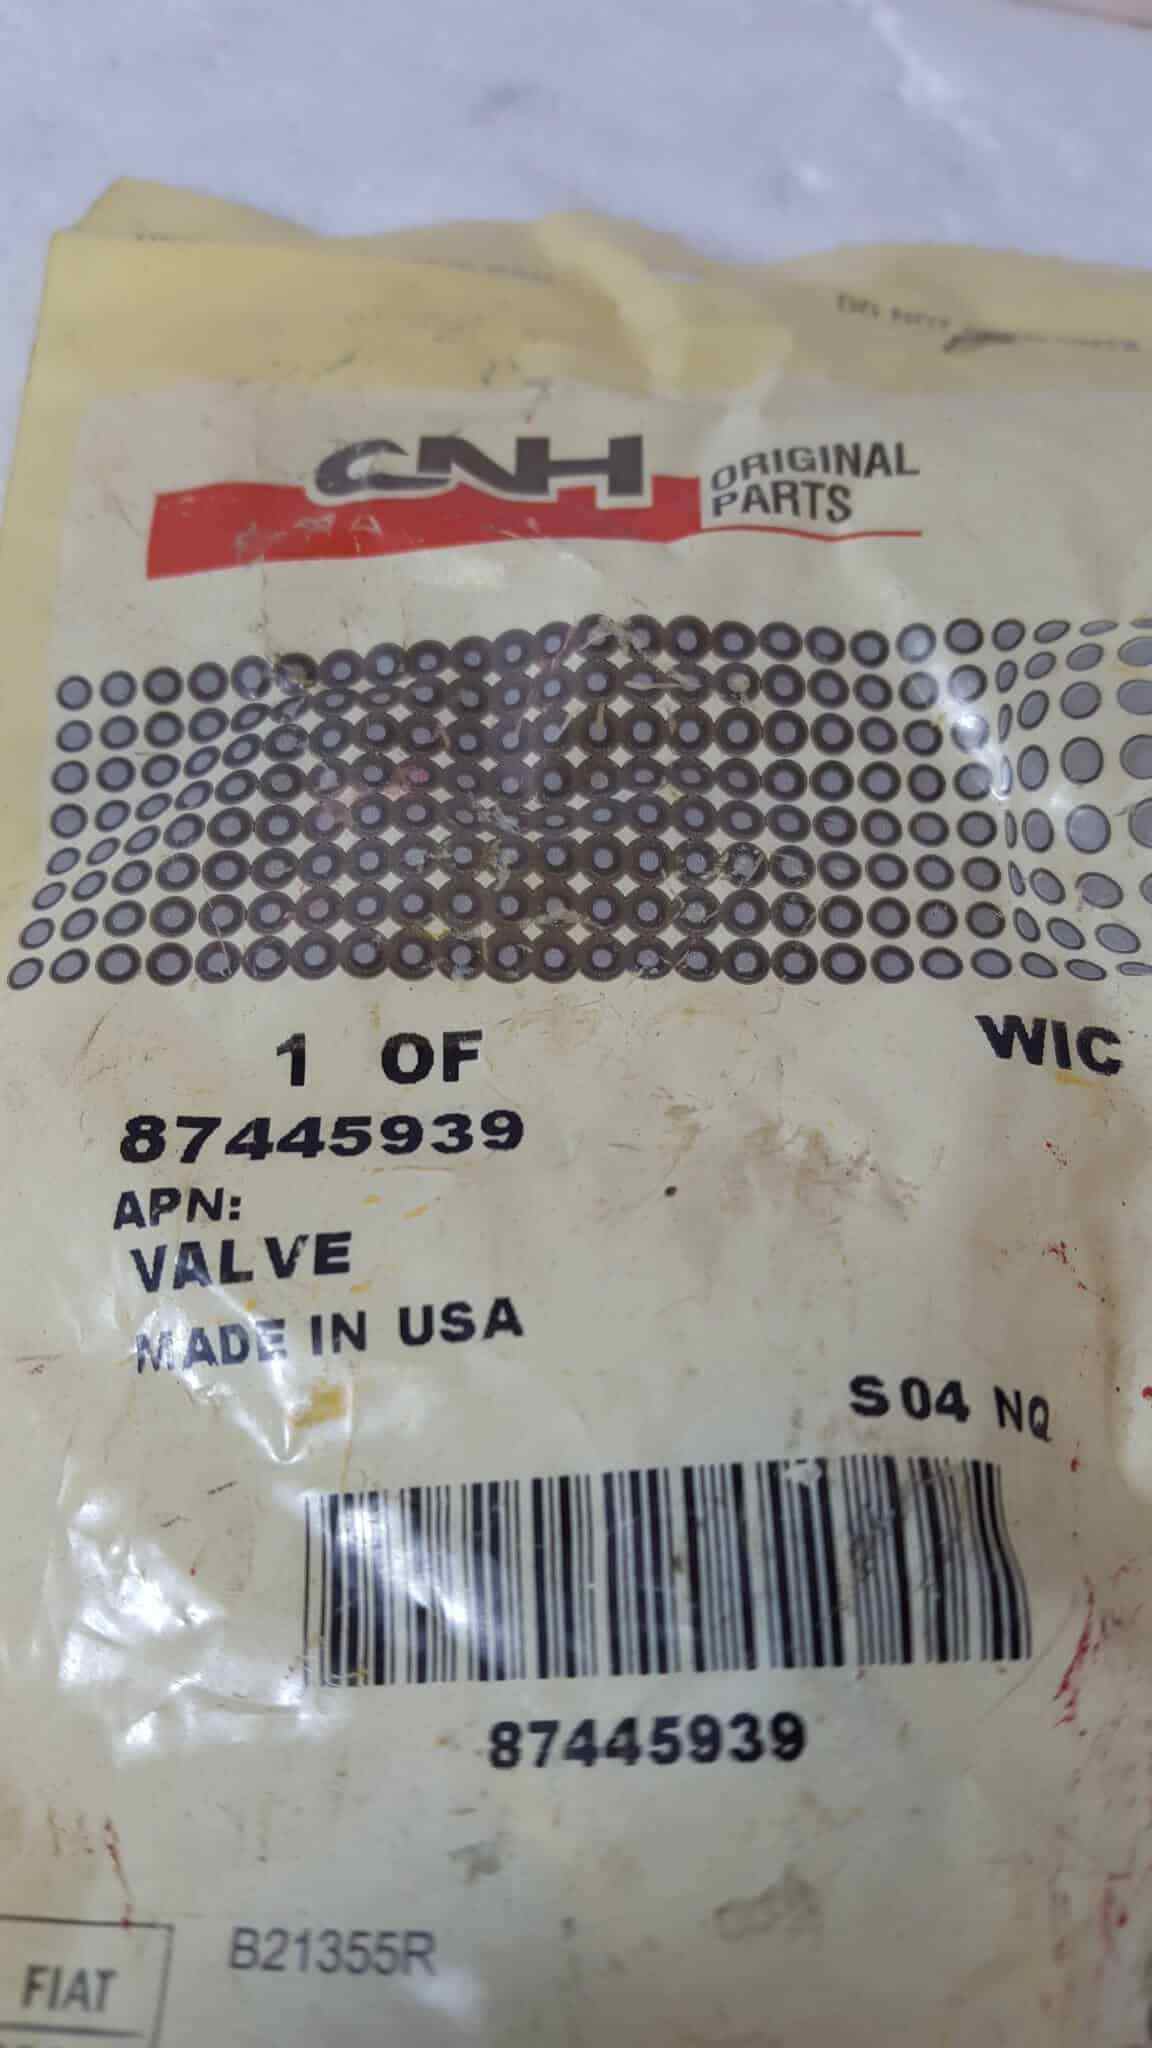 CNH ORIGINAL
PARTS
1 OF
WIC
87445939
APN:
VALVE
MADE IN USA
S04 NQ
87445939
B21355R
FIAT